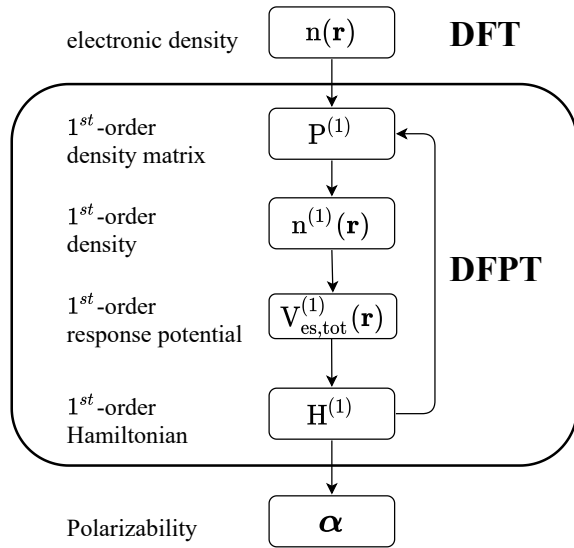 electronic density n(𝐫) DFT
1ˢᵗ-order
density matrix
P⁽¹⁾
1ˢᵗ-order
density
n⁽¹⁾(𝐫)
DFPT
1ˢᵗ-order
response potential
V⁽¹⁾es,tot(𝐫)
1ˢᵗ-order
Hamiltonian
H⁽¹⁾
Polarizability 𝜶